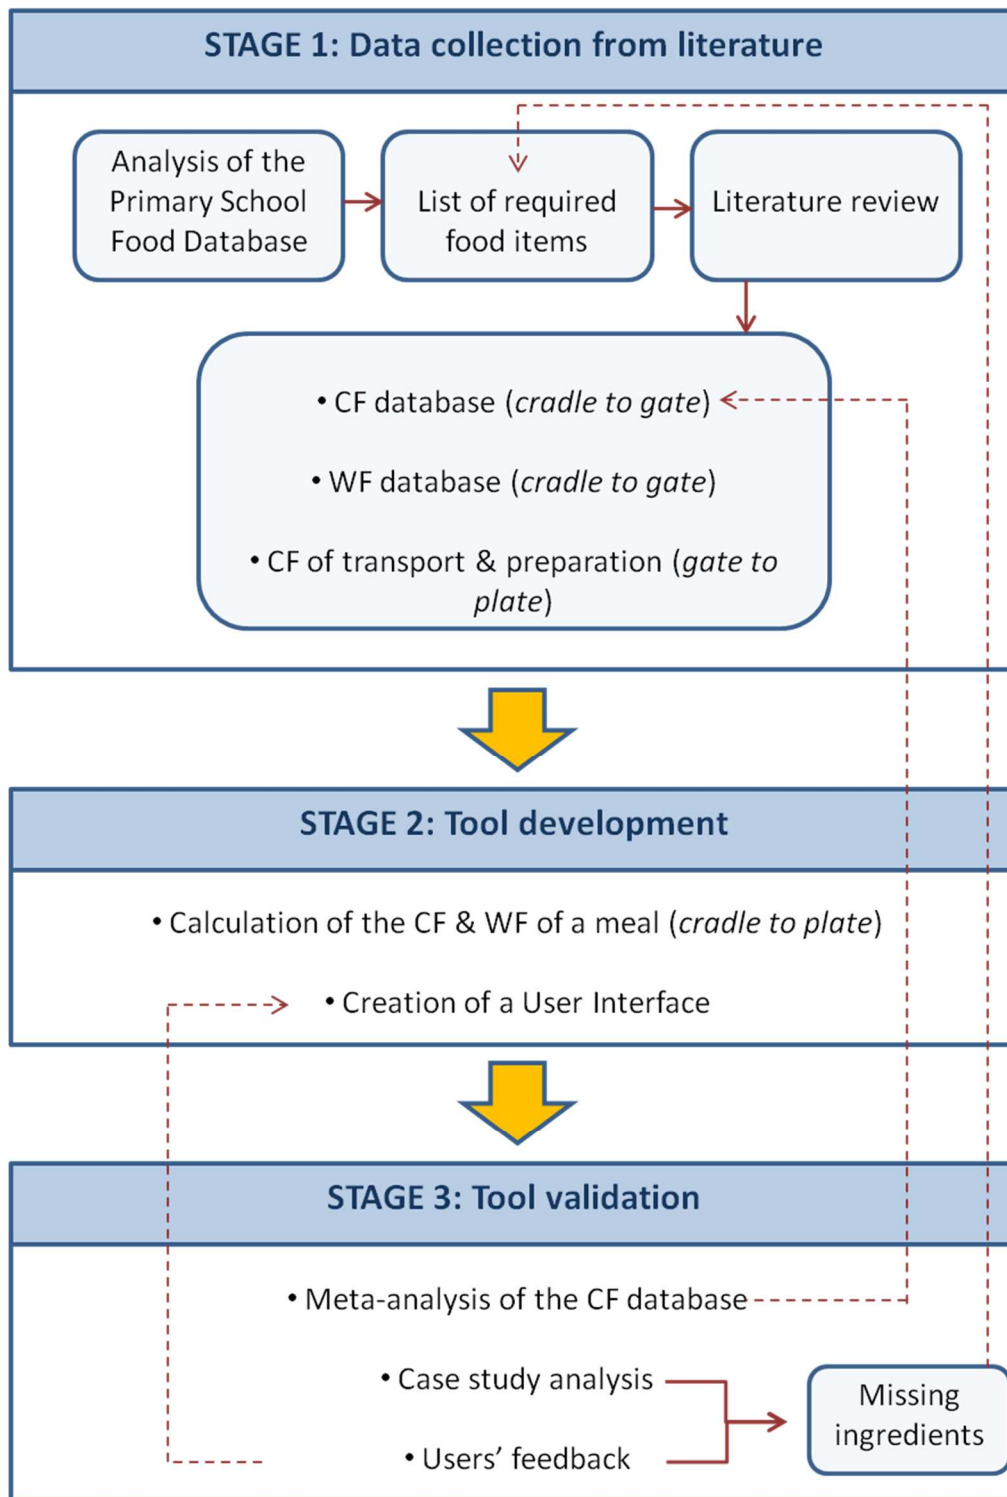 STAGE 1: Data collection from literature
Analysis of the
Primary School
Food Database
List of required
food items
Literature review
• CF database (cradle to gate)
• WF database (cradle to gate)
• CF of transport & preparation (gate to
plate)
STAGE 2: Tool development
• Calculation of the CF & WF of a meal (cradle to plate)
• Creation of a User Interface
STAGE 3: Tool validation
• Meta-analysis of the CF database
• Case study analysis
• Users’ feedback
Missing
ingredients